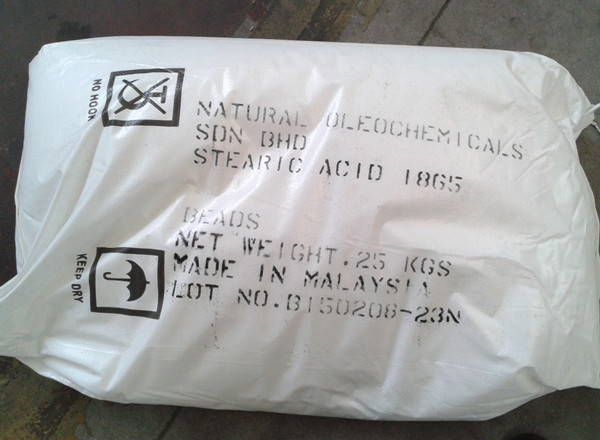 NO HOOK
NATURAL OLEOCHEMICALS
SDN BHD
STEARIC ACID 1865
BEADS
NET WEIGHT.25 KGS
MADE IN MALAYSIA
LOT NO.B150208-23N
KEEP DRY